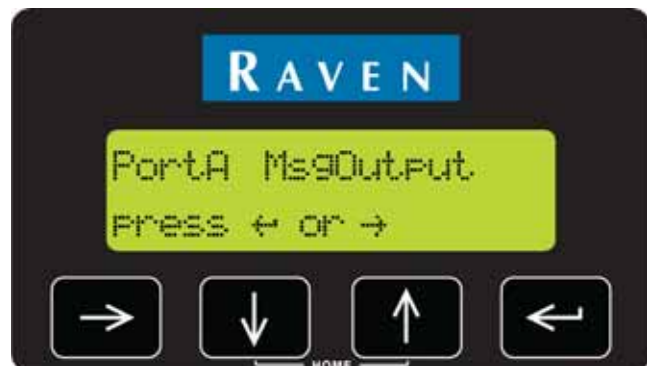 RAVEN
PortA MsgOutput
press ↵ or →
→ ↓ ↑ ↵
HOME